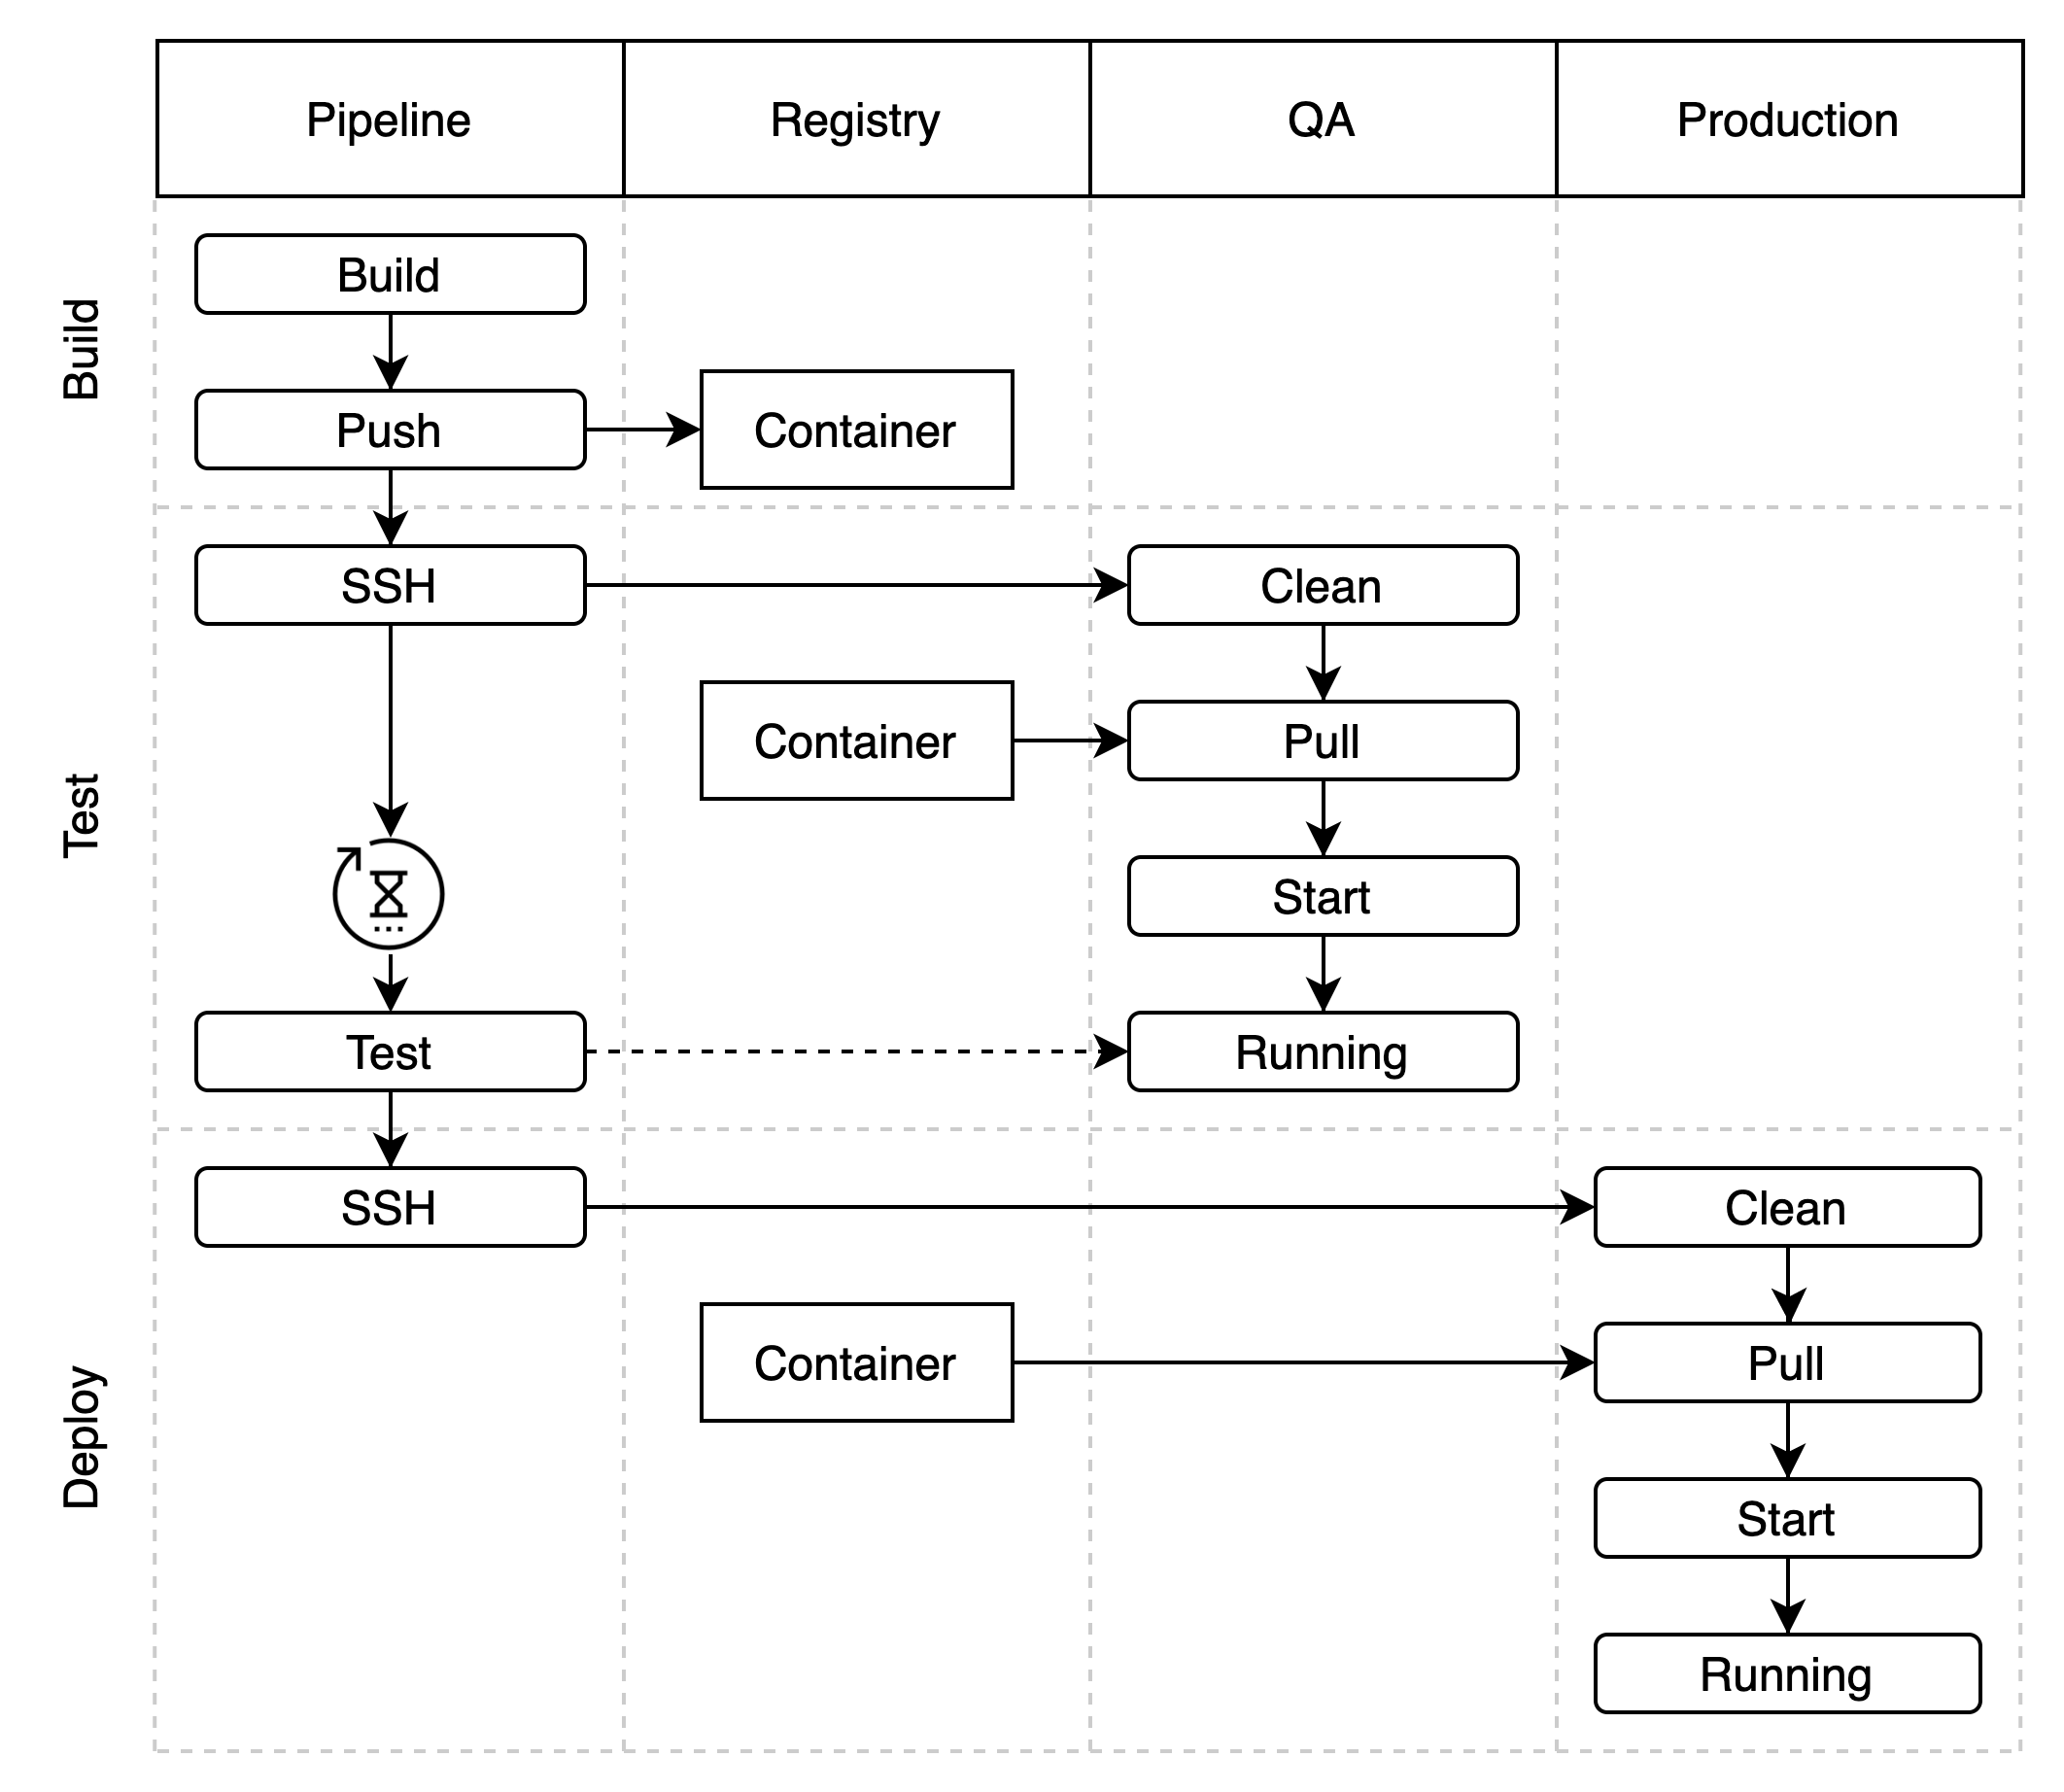 Pipeline
Registry
QA
Production
Build
Build
Push
Container
Test
SSH
Clean
Container
Pull
Start
Test
Running
Deploy
SSH
Clean
Container
Pull
Start
Running